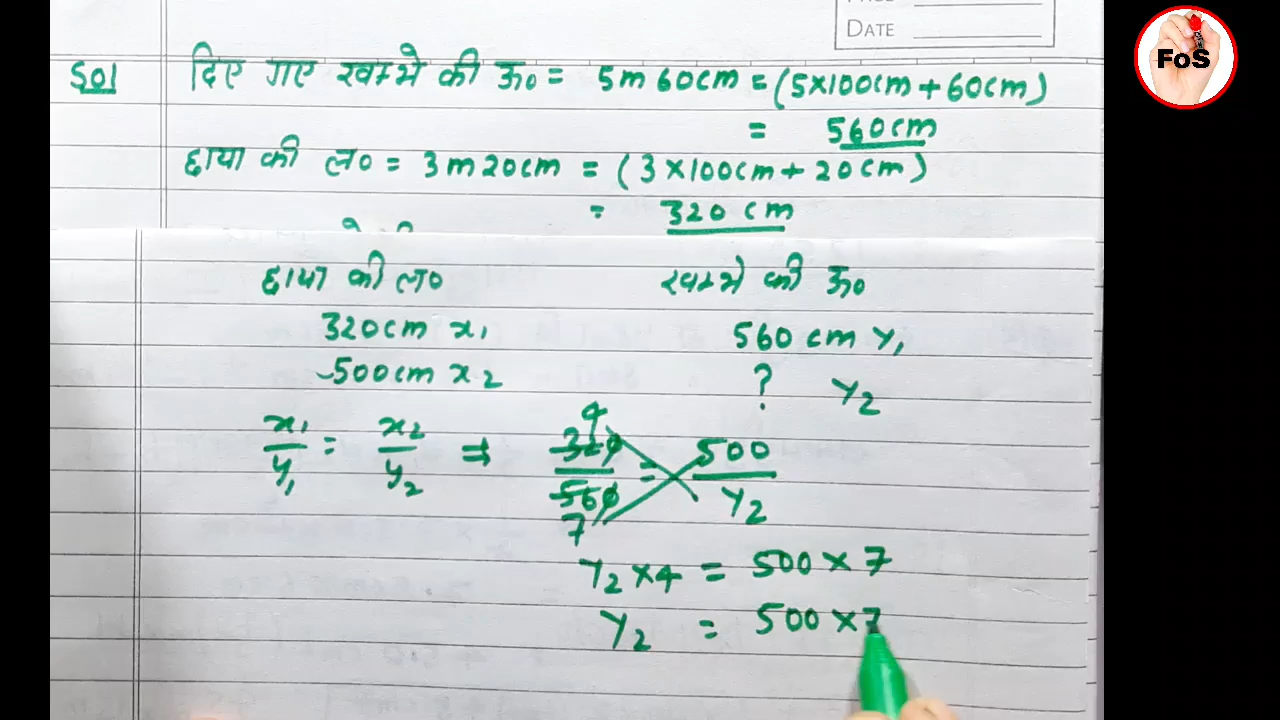 DATE
FoS
Sol दिए गए खम्भे की ऊ० = 5m 60cm = (5×100cm + 60cm)
= 560cm
छाया की ल० = 3m20cm = (3×100cm + 20cm)
= 320 cm
छाया की ल० खम्भे की ऊ०
320cm x₁ 560 cm y₁
500cm x₂ ? y₂
x₁/y₁ = x₂/y₂ ⇒ 320/560 = 500/y₂
4
7
y₂ × 4 = 500 × 7
y₂ = 500 × 7